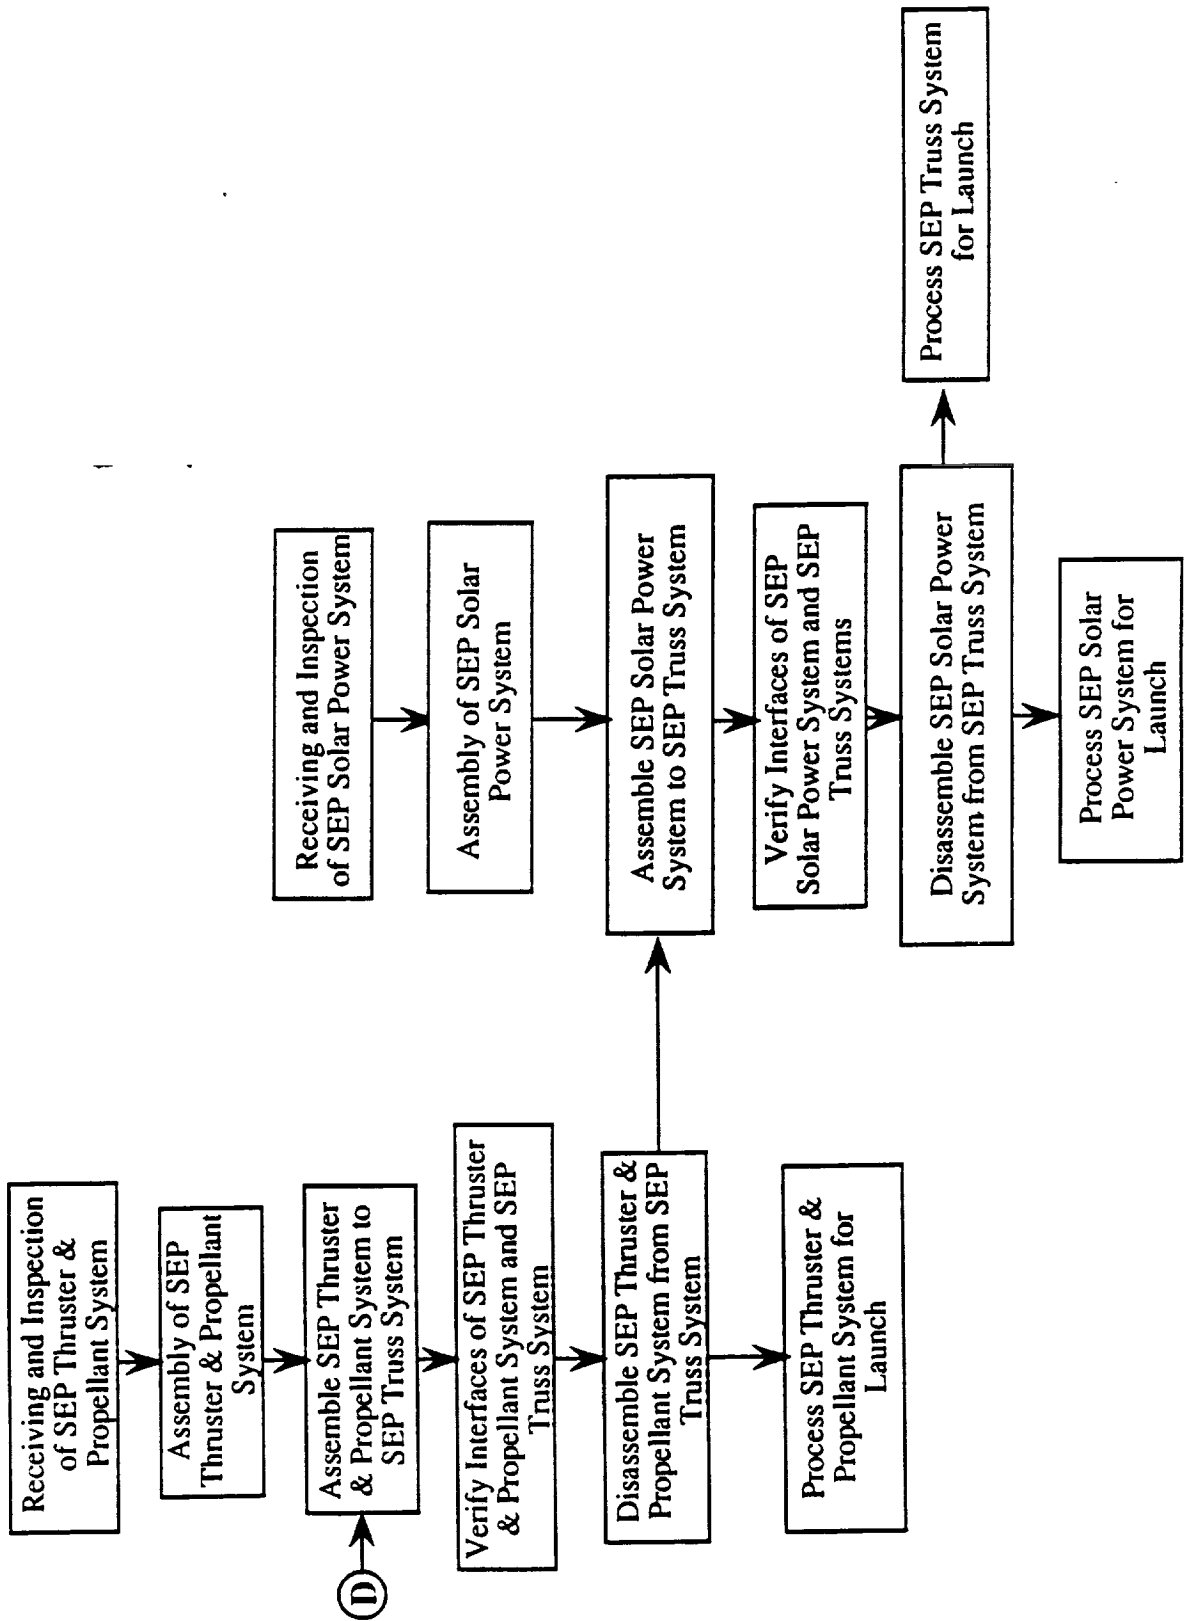 Receiving and Inspection
of SEP Thruster &
Propellant System
Assembly of SEP
Thruster & Propellant
System
D
Assemble SEP Thruster
& Propellant System to
SEP Truss System
Verify Interfaces of SEP Thruster
& Propellant System and SEP
Truss System
Disassemble SEP Thruster &
Propellant System from SEP
Truss System
Process SEP Thruster &
Propellant System for
Launch
Receiving and Inspection
of SEP Solar Power System
Assembly of SEP Solar
Power System
Assemble SEP Solar Power
System to SEP Truss System
Verify Interfaces of SEP
Solar Power System and SEP
Truss Systems
Disassemble SEP Solar Power
System from SEP Truss System
Process SEP Solar
Power System for
Launch
Process SEP Truss System
for Launch